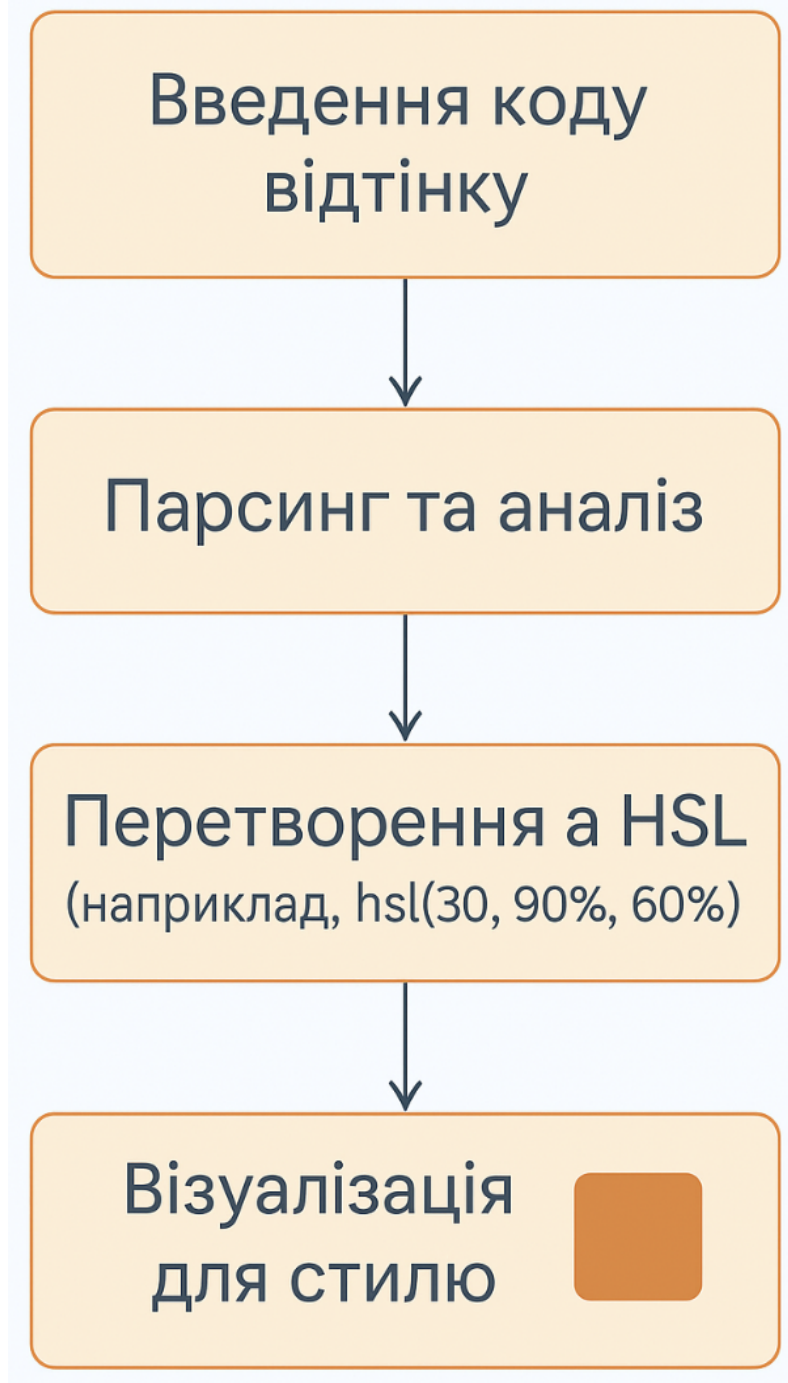 Введення коду
відтінку
Парсинг та аналіз
Перетворення а HSL
(наприклад, hsl(30, 90%, 60%)
Візуалізація
для стилю